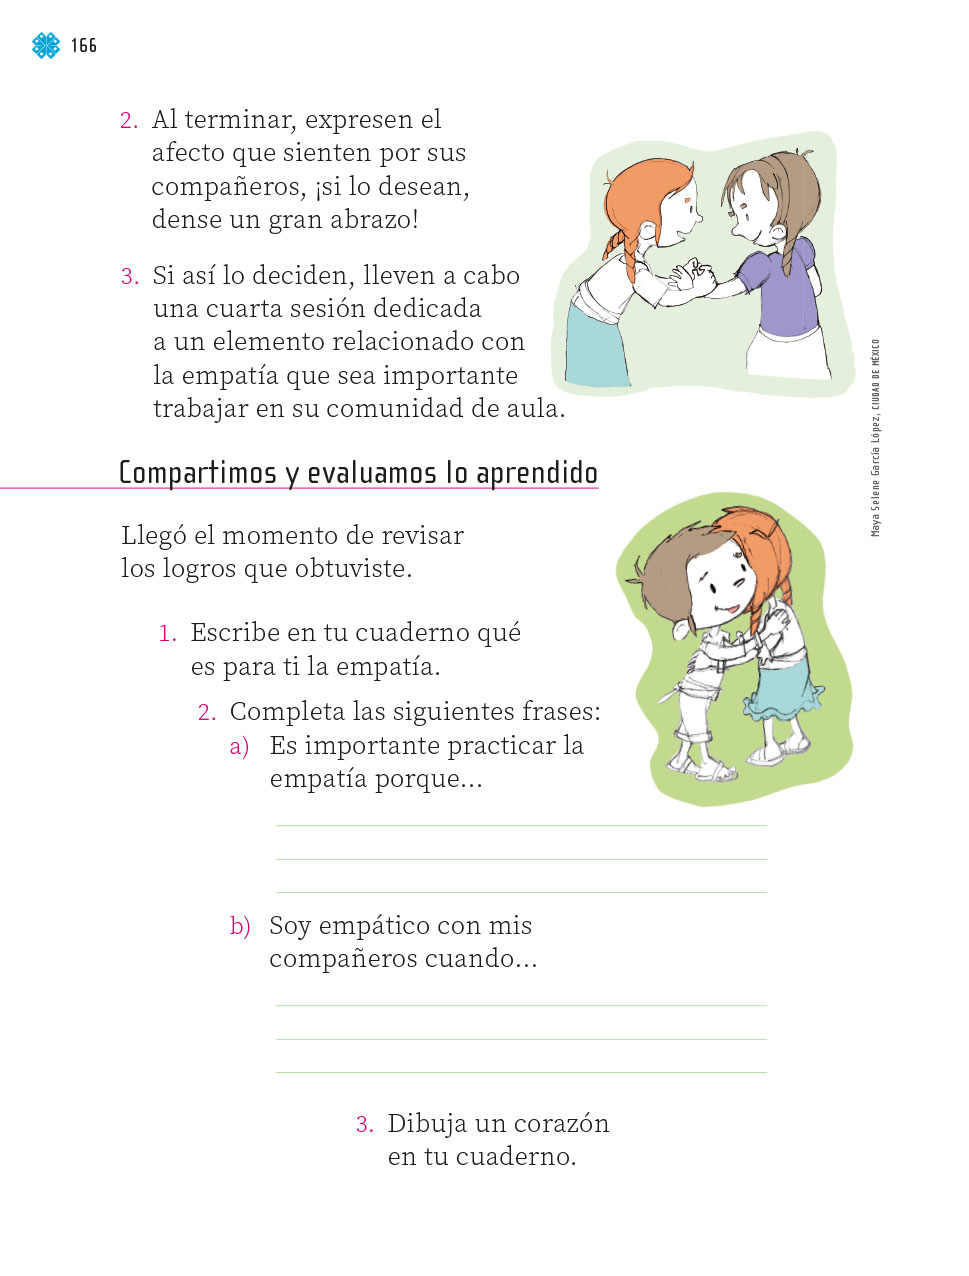 166
2. Al terminar, expresen el
afecto que sienten por sus
compañeros, ¡si lo desean,
dense un gran abrazo!
3. Si así lo deciden, lleven a cabo
una cuarta sesión dedicada
a un elemento relacionado con
la empatía que sea importante
trabajar en su comunidad de aula.
Maya Selene García López, CIUDAD DE MÉXICO
Compartimos y evaluamos lo aprendido
Llegó el momento de revisar
los logros que obtuviste.
1. Escribe en tu cuaderno qué
es para ti la empatía.
2. Completa las siguientes frases:
a) Es importante practicar la
empatía porque...
b) Soy empático con mis
compañeros cuando...
3. Dibuja un corazón
en tu cuaderno.